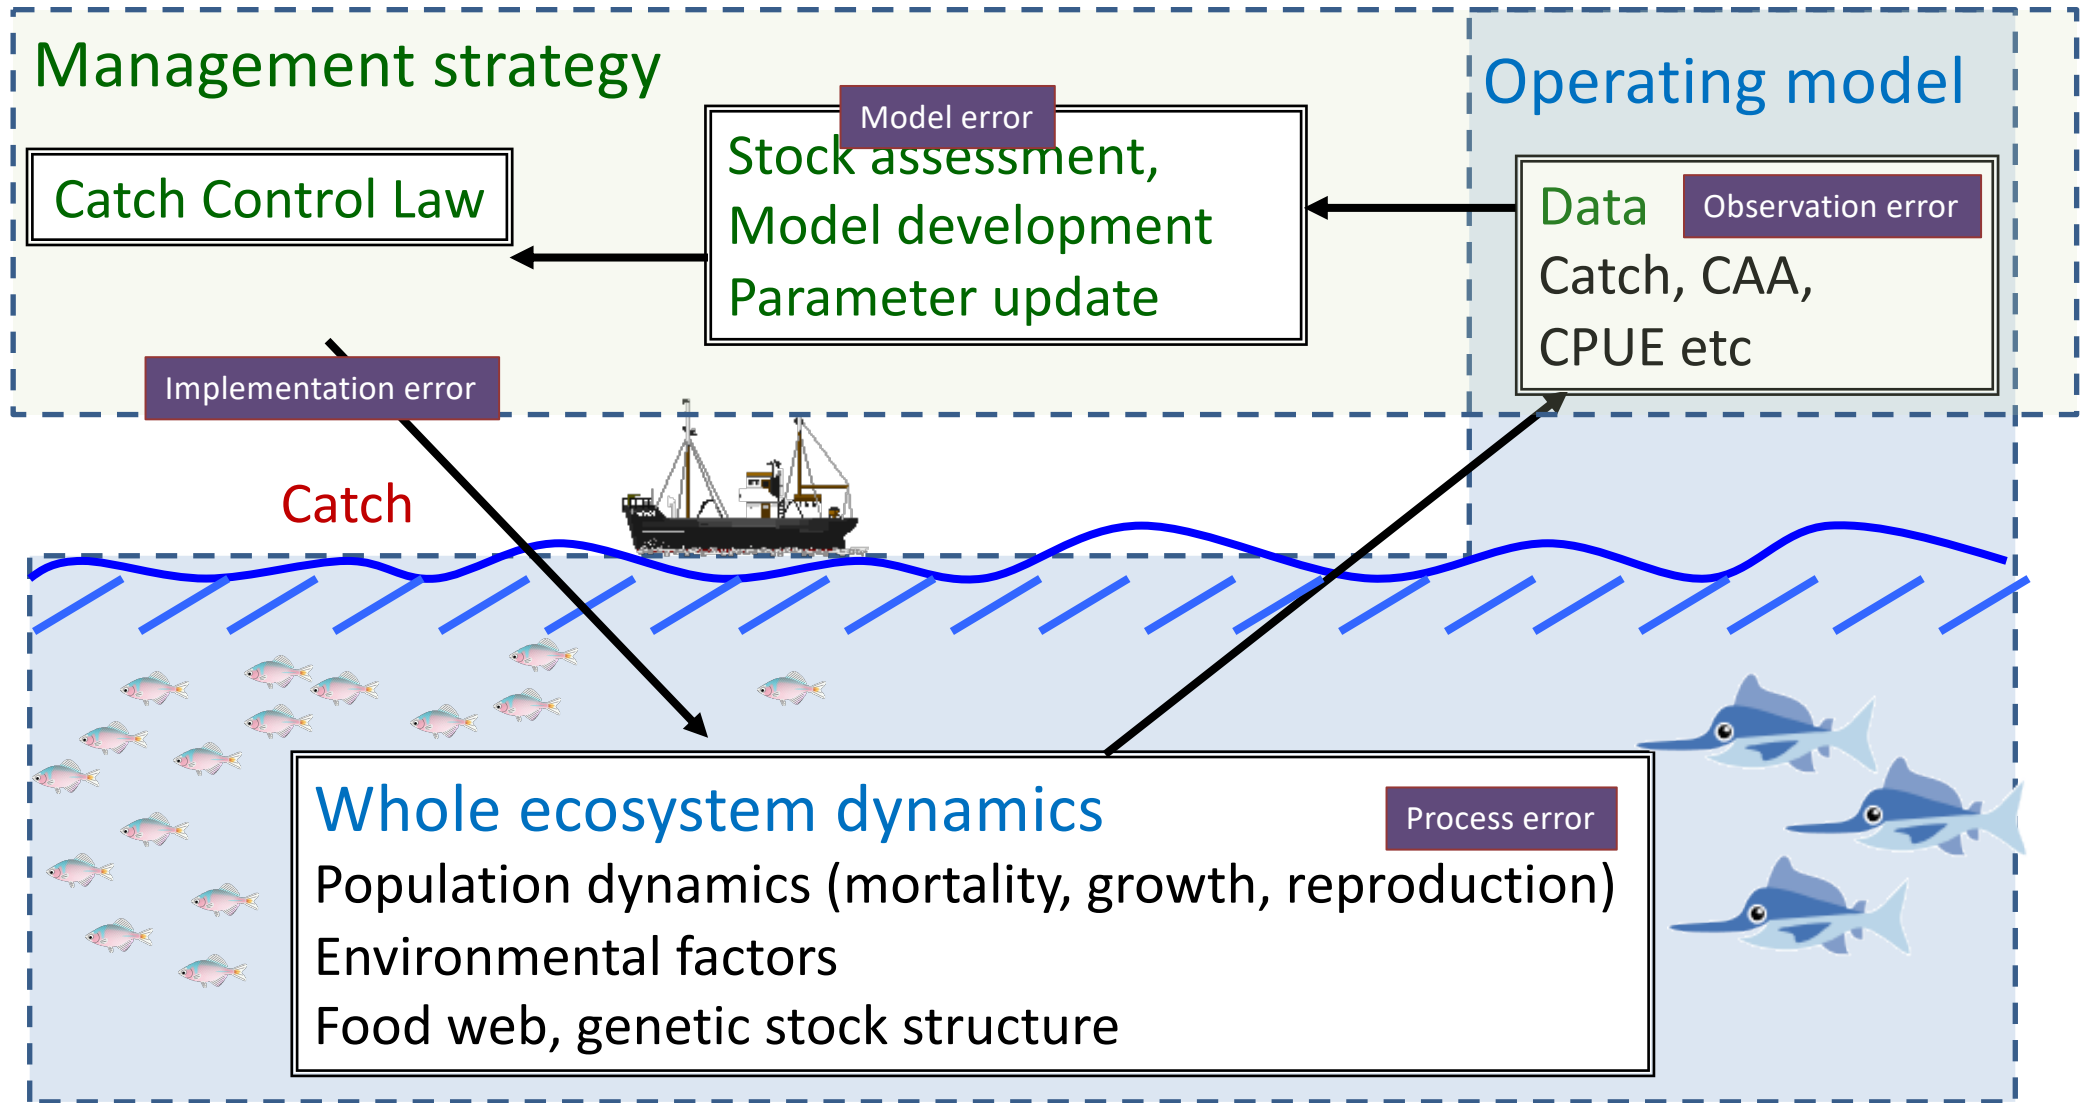 Management strategy
Operating model
Model error
Stock assessment,
Model development
Parameter update
Catch Control Law
Data
Observation error
Catch, CAA,
CPUE etc
Implementation error
Catch
Whole ecosystem dynamics
Process error
Population dynamics (mortality, growth, reproduction)
Environmental factors
Food web, genetic stock structure